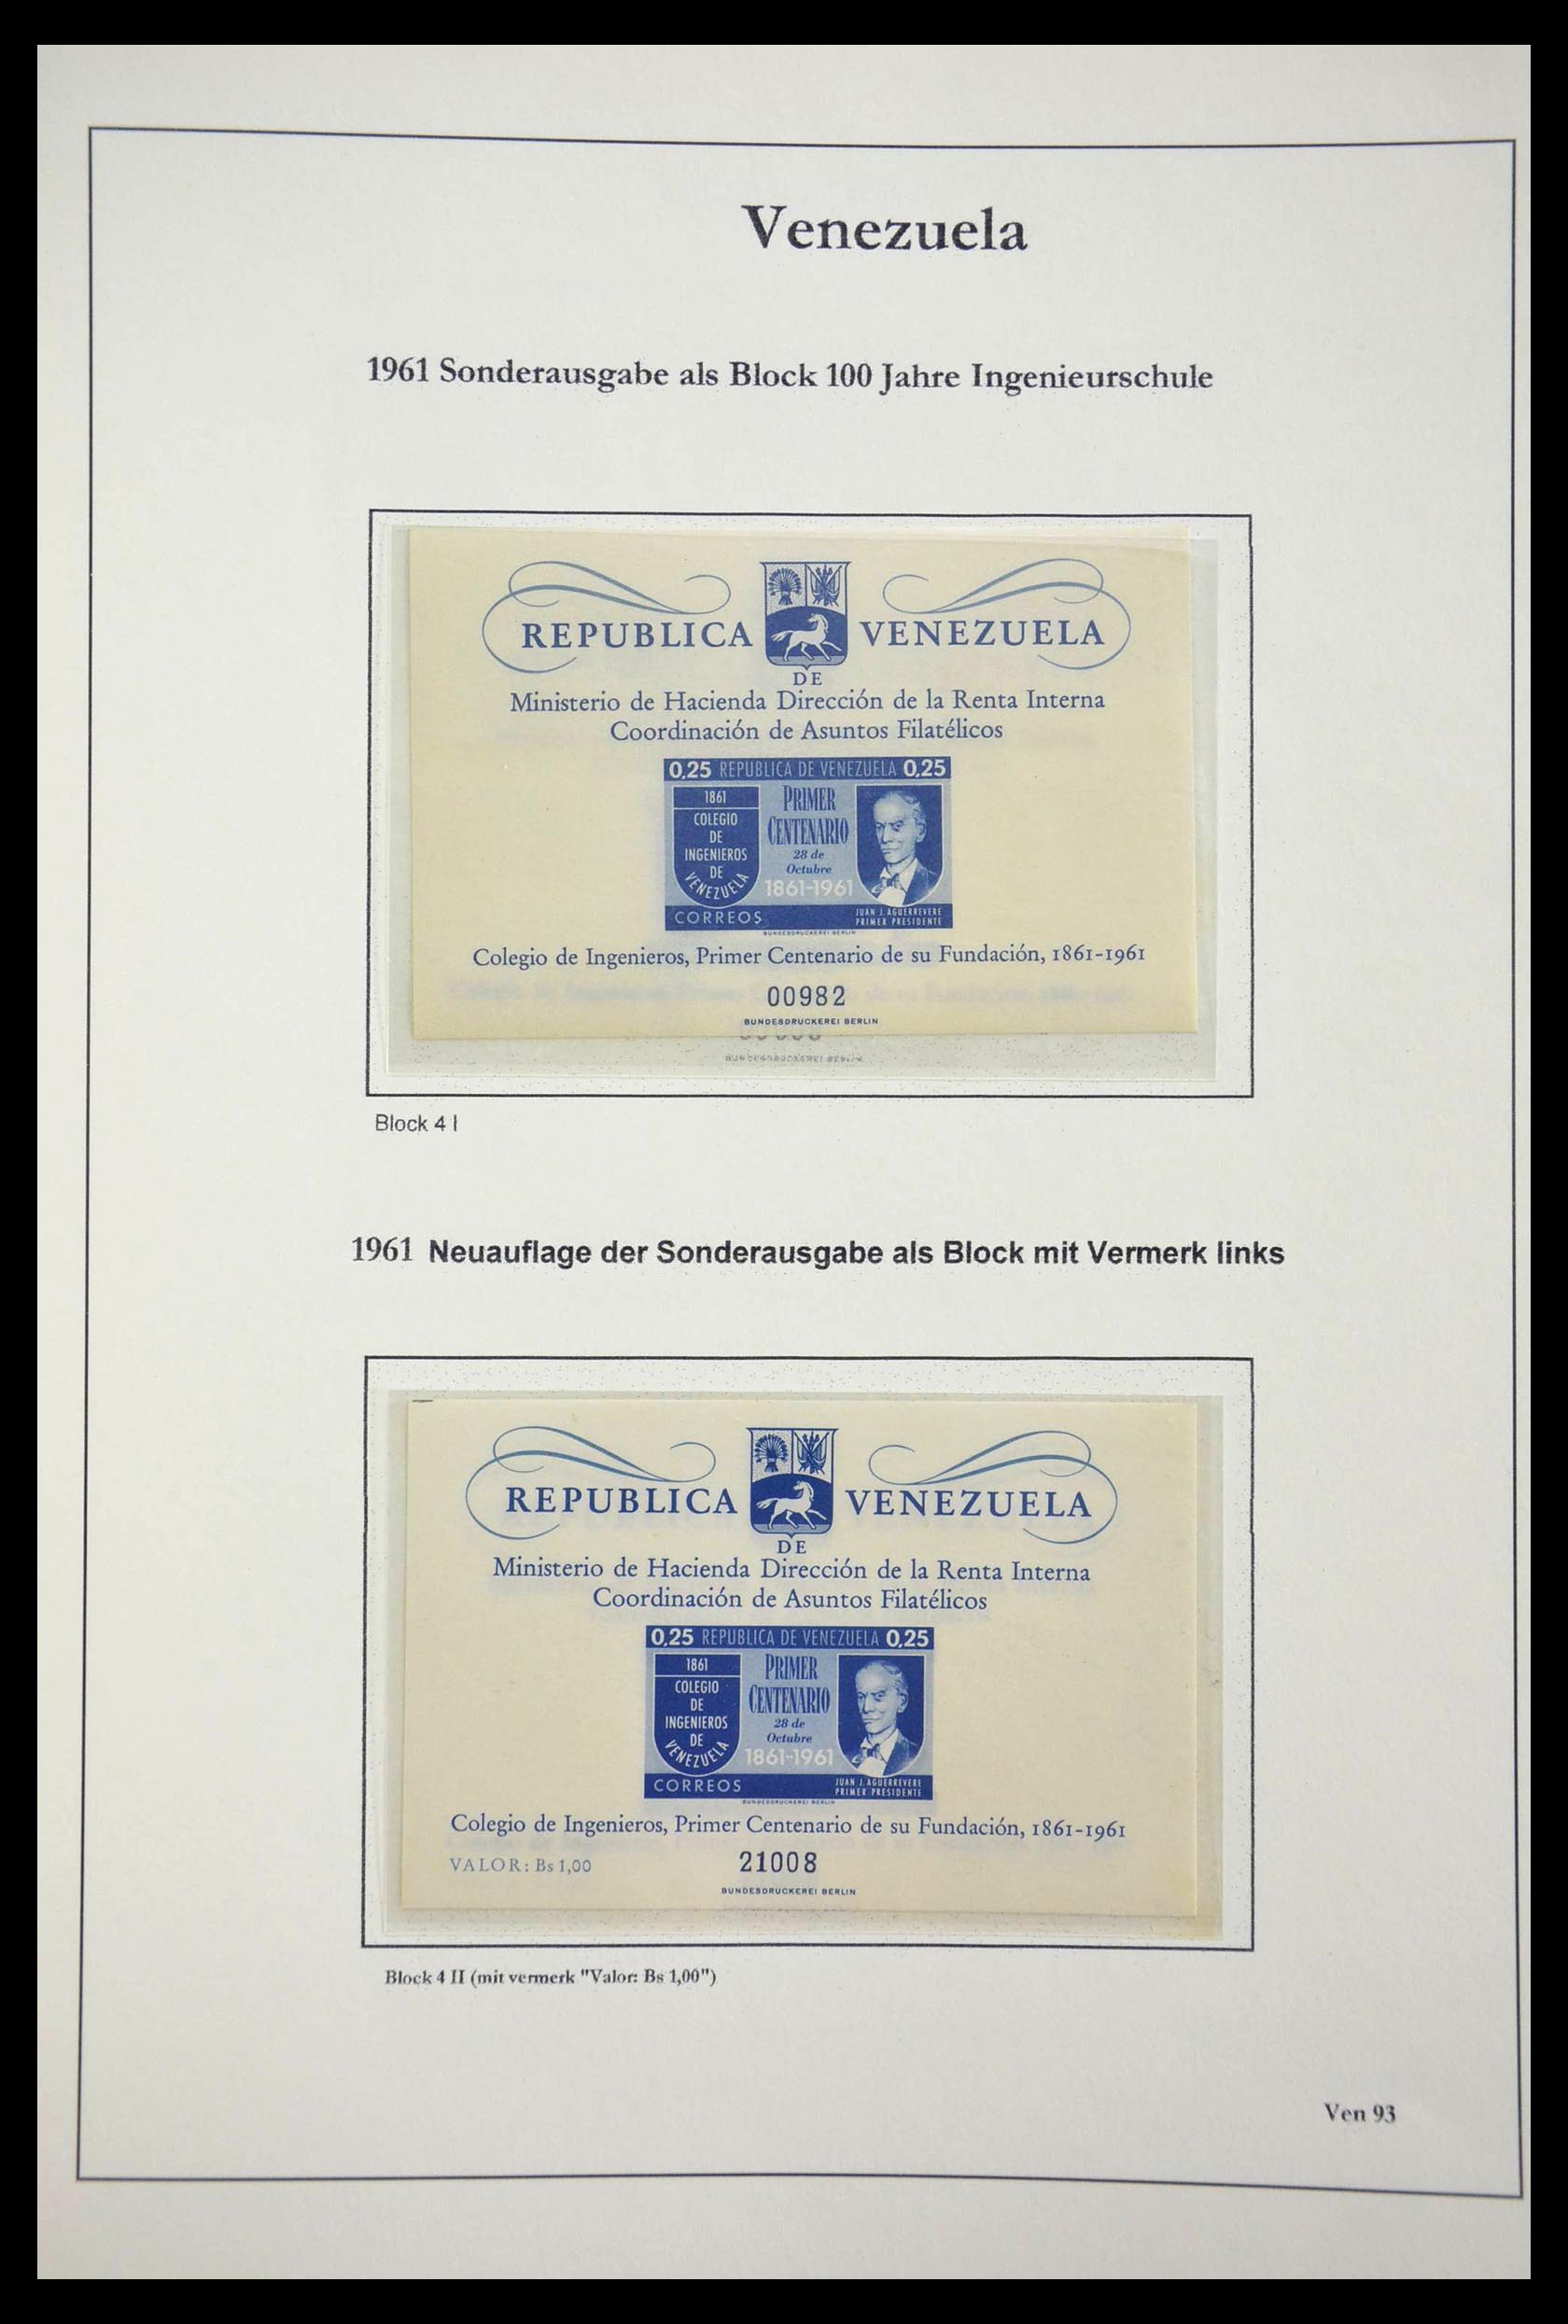 Venezuela
1961 Sonderausgabe als Block 100 Jahre Ingenieurschule
REPUBLICA VENEZUELA
DE
Ministerio de Hacienda Dirección de la Renta Interna
Coordinación de Asuntos Filatélicos
0,25 REPUBLICA DE VENEZUELA 0,25
1861
COLEGIO
DE
INGENIEROS
DE
VENEZUELA
PRIMER
CENTENARIO
28 de
Octubre
1861-1961
CORREOS
JUAN J. AGUERREVERE
PRIMER PRESIDENTE
BUNDESDRUCKEREI BERLIN
Colegio de Ingenieros, Primer Centenario de su Fundación, 1861-1961
00982
BUNDESDRUCKEREI BERLIN
BUNDESDRUCKEREI BERLIN
Block 4 I
1961 Neuauflage der Sonderausgabe als Block mit Vermerk links
REPUBLICA VENEZUELA
DE
Ministerio de Hacienda Dirección de la Renta Interna
Coordinación de Asuntos Filatélicos
0,25 REPUBLICA DE VENEZUELA 0,25
1861
COLEGIO
DE
INGENIEROS
DE
VENEZUELA
PRIMER
CENTENARIO
28 de
Octubre
1861-1961
CORREOS
JUAN J. AGUERREVERE
PRIMER PRESIDENTE
BUNDESDRUCKEREI BERLIN
Colegio de Ingenieros, Primer Centenario de su Fundación, 1861-1961
VALOR: Bs 1,00 21008
BUNDESDRUCKEREI BERLIN
Block 4 II (mit vermerk "Valor: Bs 1,00")
Ven 93